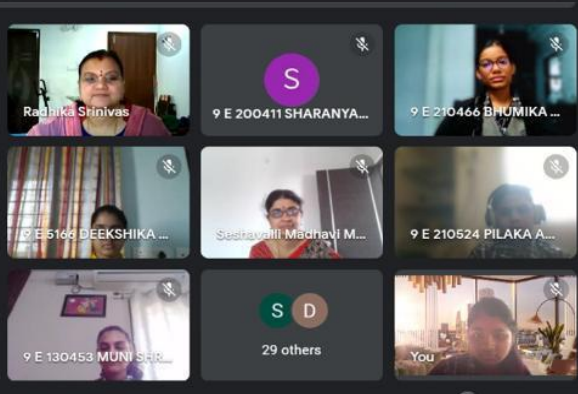 Radhika Srinivas
S
9 E 200411 SHARANYA...
9 E 210466 BHUMIKA ...
9 E 5166 DEEKSHIKA ...
Seshavalli Madhavi M...
9 E 210524 PILAKA A...
9 E 130453 MUNI SHR...
S D
29 others
You